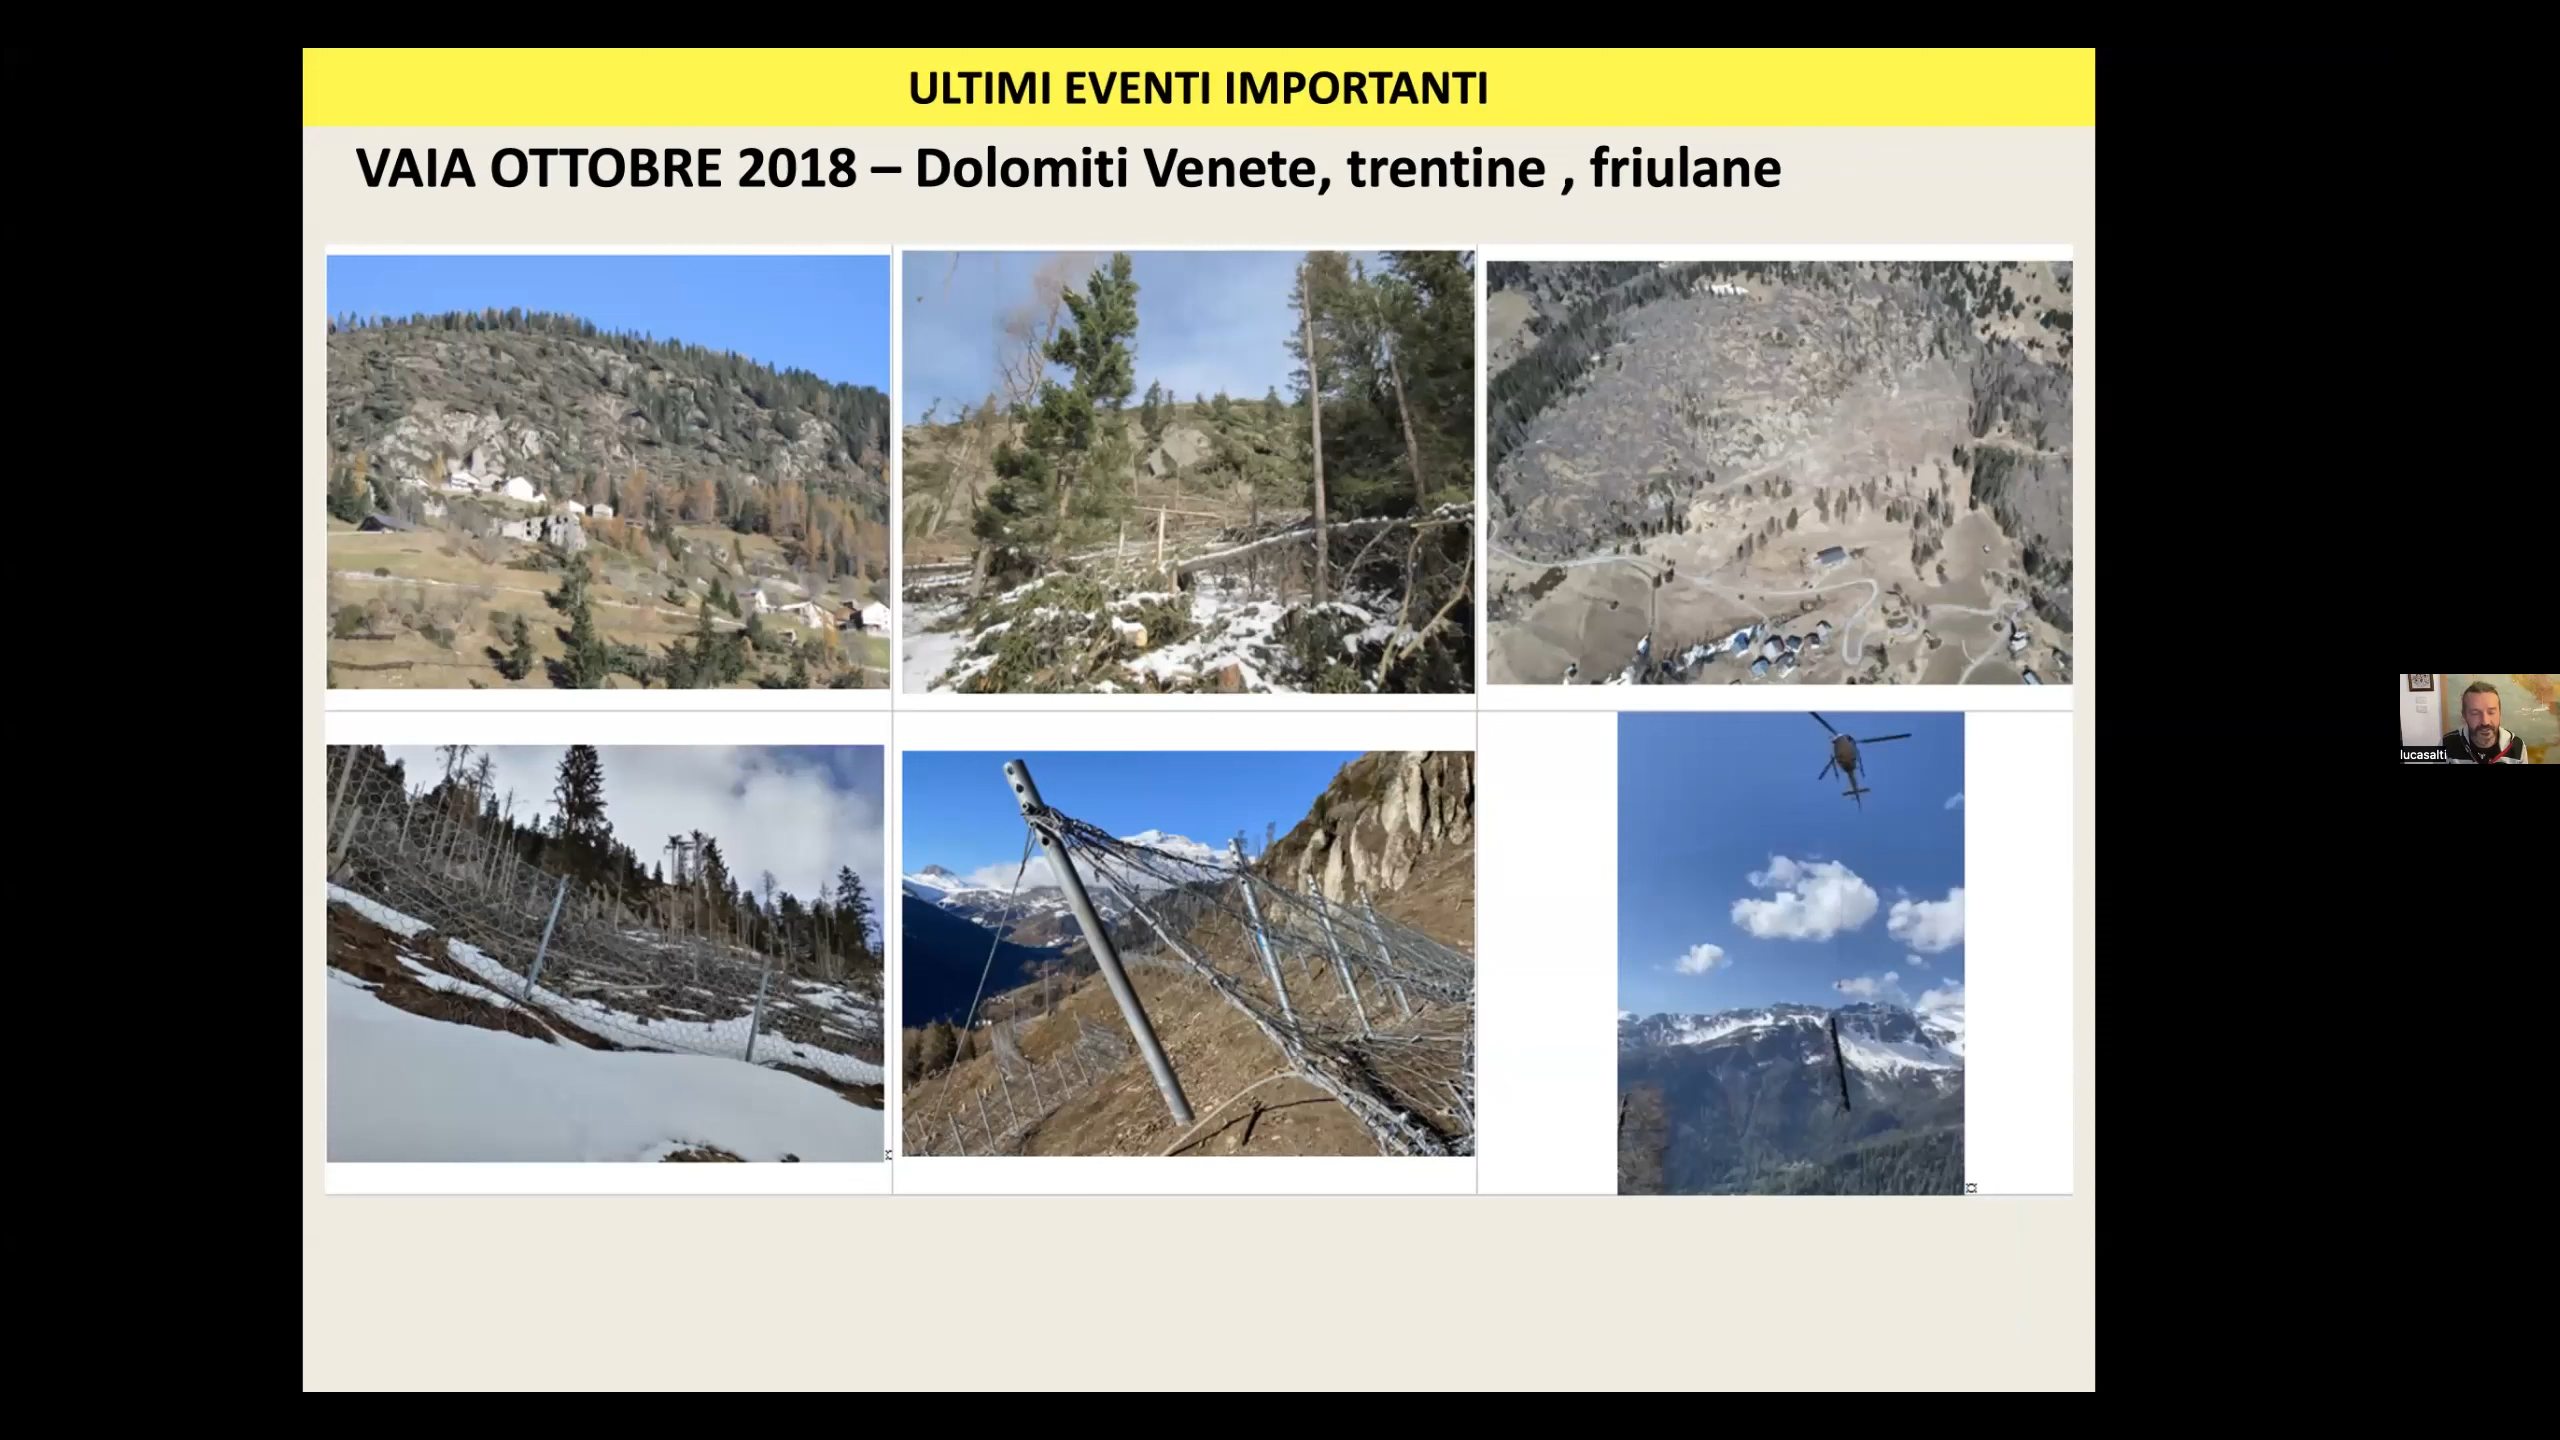 ULTIMI EVENTI IMPORTANTI
VAIA OTTOBRE 2018 – Dolomiti Venete, trentine , friulane
lucasalti